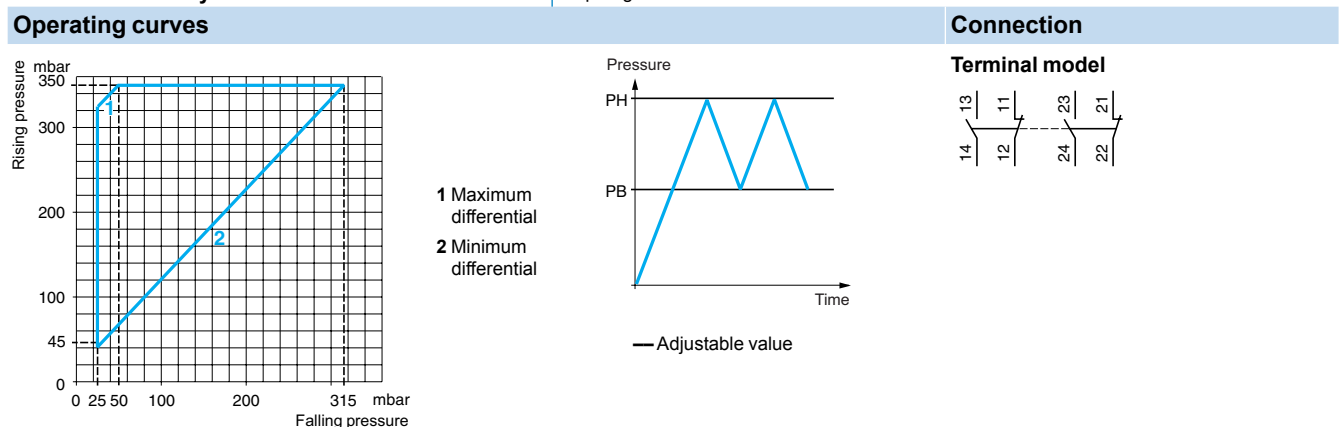 Operating curves
Connection
Rising pressure
mbar
350
300
200
100
45
0
1
2
0 25 50 100 200 315 mbar
Falling pressure
1 Maximum
differential
2 Minimum
differential
Pressure
PH
PB
Time
Adjustable value
Terminal model
13 11 23 21
14 12 24 22